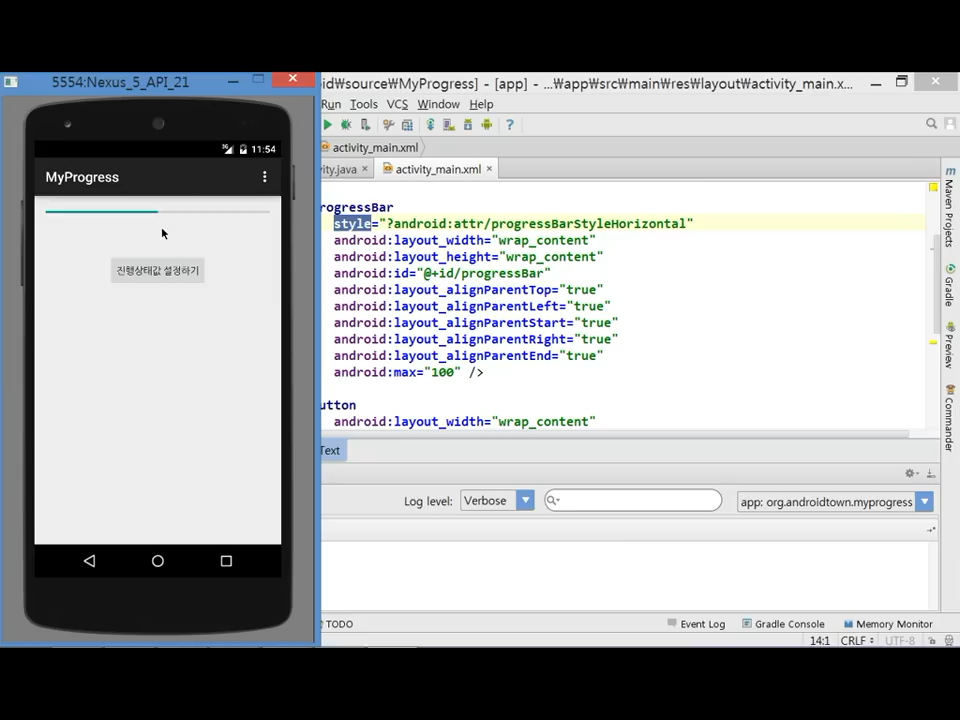 5554:Nexus_5_API_21
id₩source₩MyProgress] - [app] - ...₩app₩src₩main₩res₩layout₩activity_main.x...
Run Tools VCS Window Help
activity_main.xml
ity.java × activity_main.xml ×
11:54
MyProgress
진행상태값 설정하기
rogressBar
style="?android:attr/progressBarStyleHorizontal"
android:layout_width="wrap_content"
android:layout_height="wrap_content"
android:id="@+id/progressBar"
android:layout_alignParentTop="true"
android:layout_alignParentLeft="true"
android:layout_alignParentStart="true"
android:layout_alignParentRight="true"
android:layout_alignParentEnd="true"
android:max="100" />
utton
android:layout_width="wrap_content"
Text
Log level: Verbose app: org.androidtown.myprogress
TODO Event Log Gradle Console Memory Monitor
14:1 CRLF UTF-8
Maven Projects
Gradle
Preview
Commander